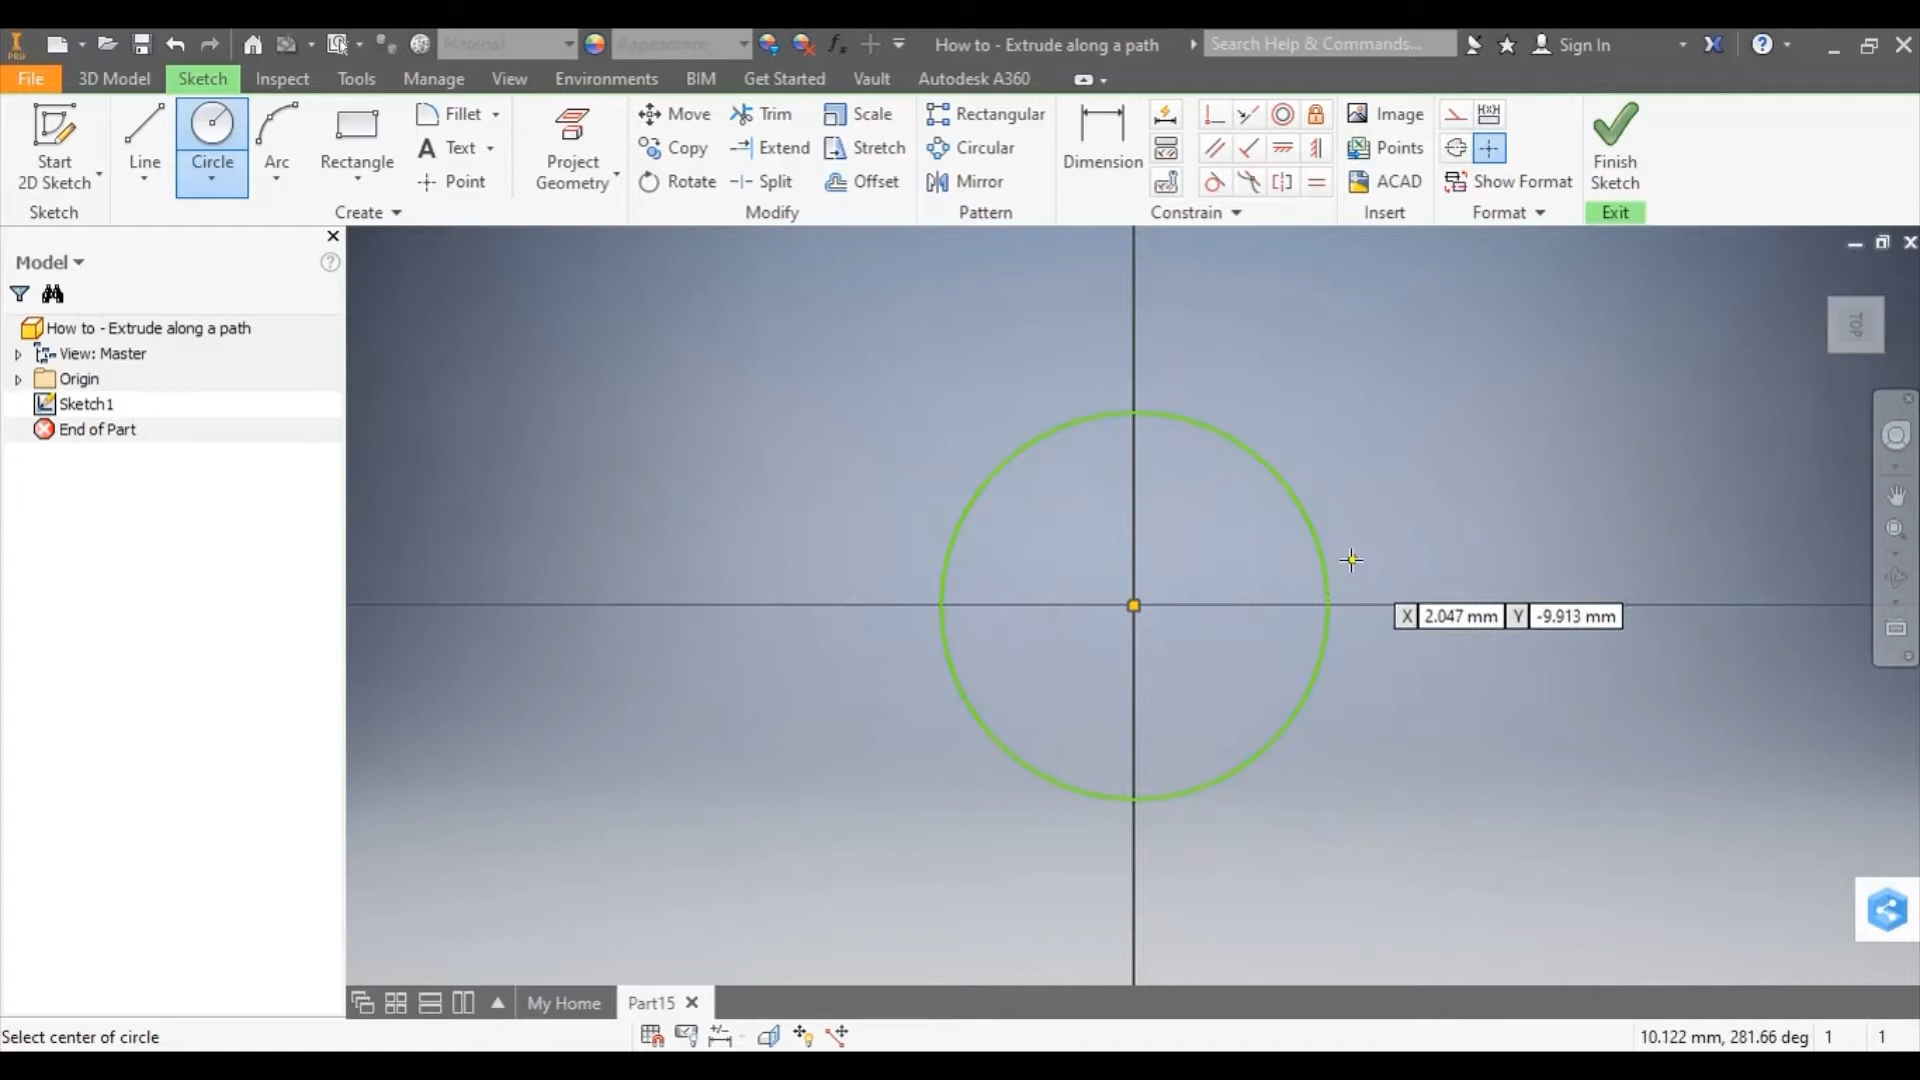 PRO
Material
Appearance
How to - Extrude along a path
Search Help & Commands...
Sign In
File
3D Model
Sketch
Inspect
Tools
Manage
View
Environments
BIM
Get Started
Vault
Autodesk A360
Start
2D Sketch
Line
Circle
Arc
Rectangle
Fillet
Text
Point
Project
Geometry
Move
Copy
Rotate
Trim
Extend
Split
Scale
Stretch
Offset
Rectangular
Circular
Mirror
Dimension
Image
Points
ACAD
Show Format
Finish
Sketch
Sketch
Create
Modify
Pattern
Constrain
Insert
Format
Exit
Model
How to - Extrude along a path
View: Master
Origin
Sketch1
End of Part
TOP
X 2.047 mm Y -9.913 mm
My Home
Part15
Select center of circle
10.122 mm, 281.66 deg 1 1